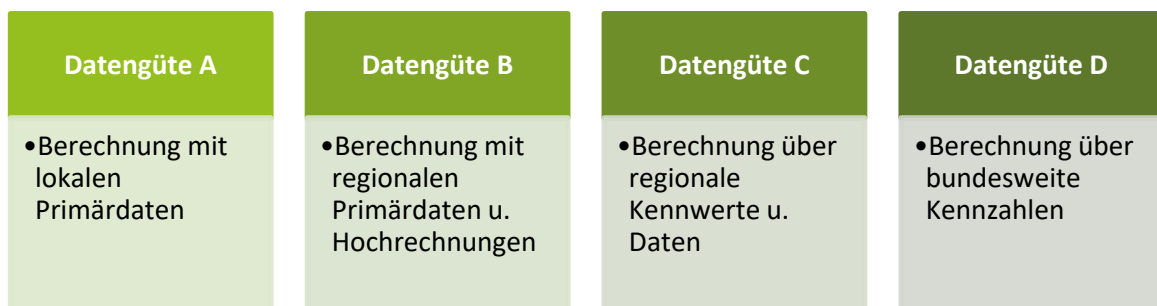 Datengüte A
•Berechnung mit
lokalen
Primärdaten
Datengüte B
•Berechnung mit
regionalen
Primärdaten u.
Hochrechnungen
Datengüte C
•Berechnung über
regionale
Kennwerte u.
Daten
Datengüte D
•Berechnung über
bundesweite
Kennzahlen